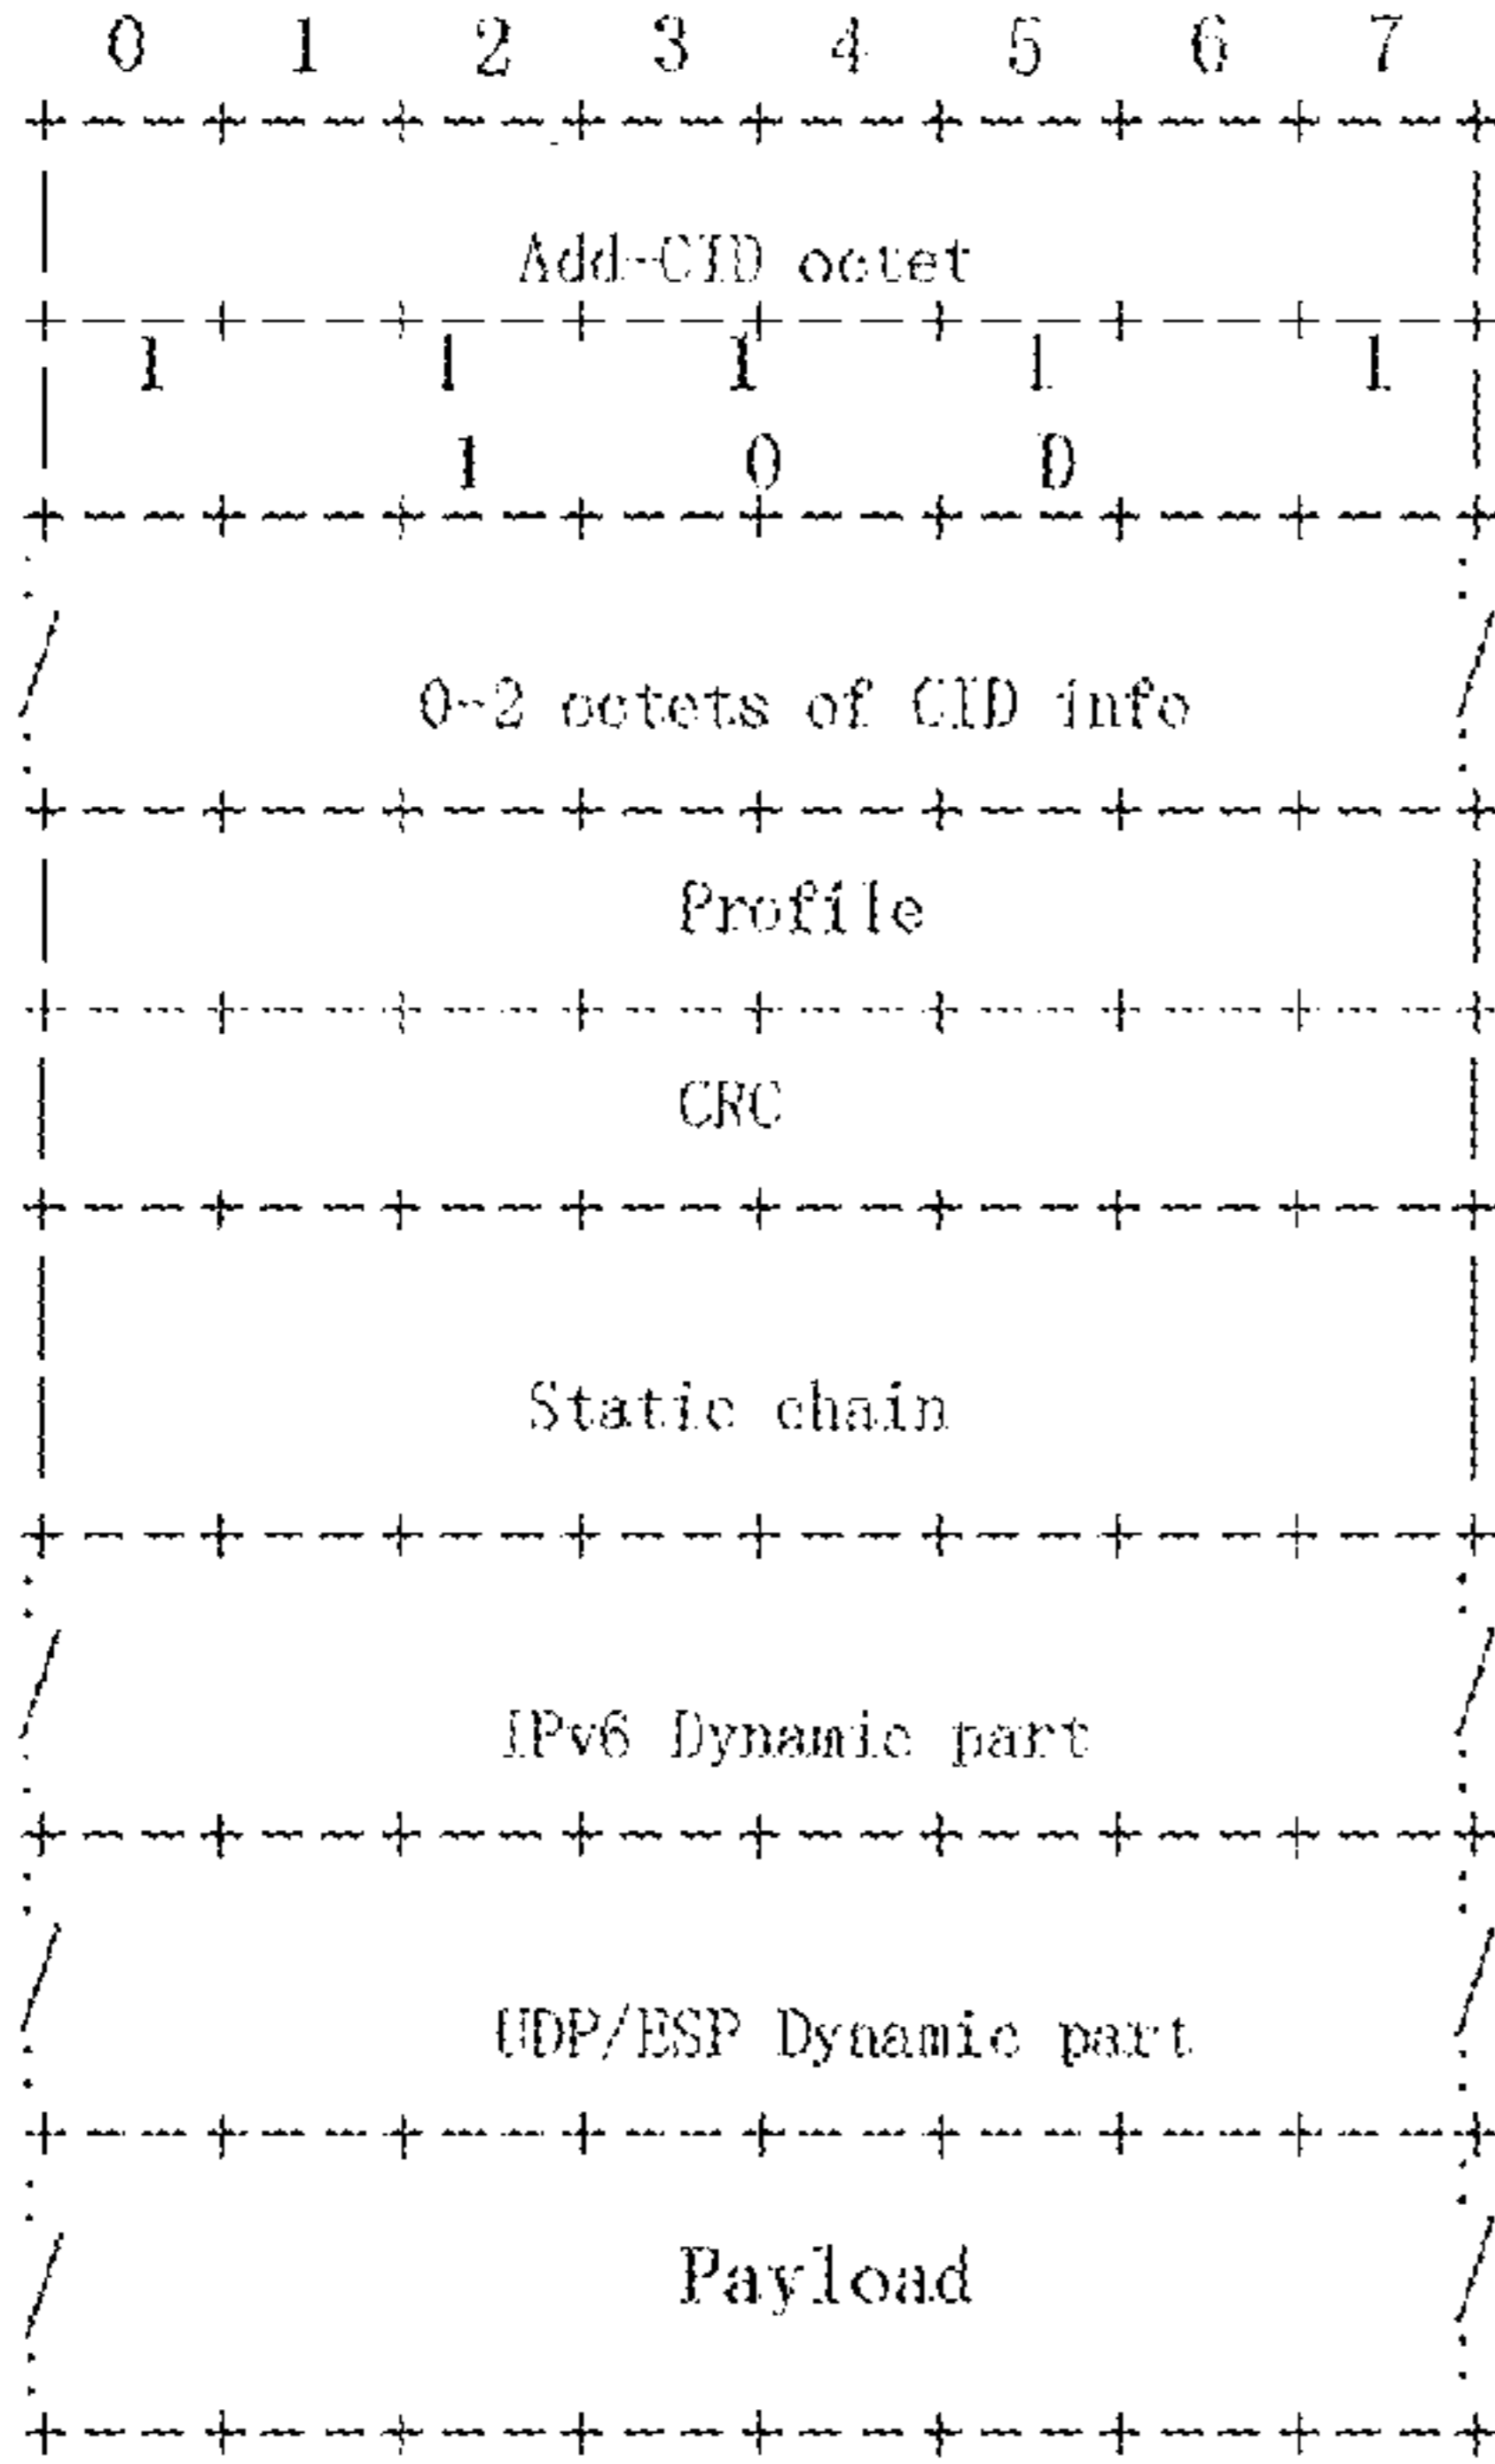 0 1 2 3 4 5 6 7
Add-CID octet
1 1 1 1 1
1 0 D
0-2 octets of CID info
Profile
CRC
Static chain
IPv6 Dynamic part
UDP/ESP Dynamic part
Payload